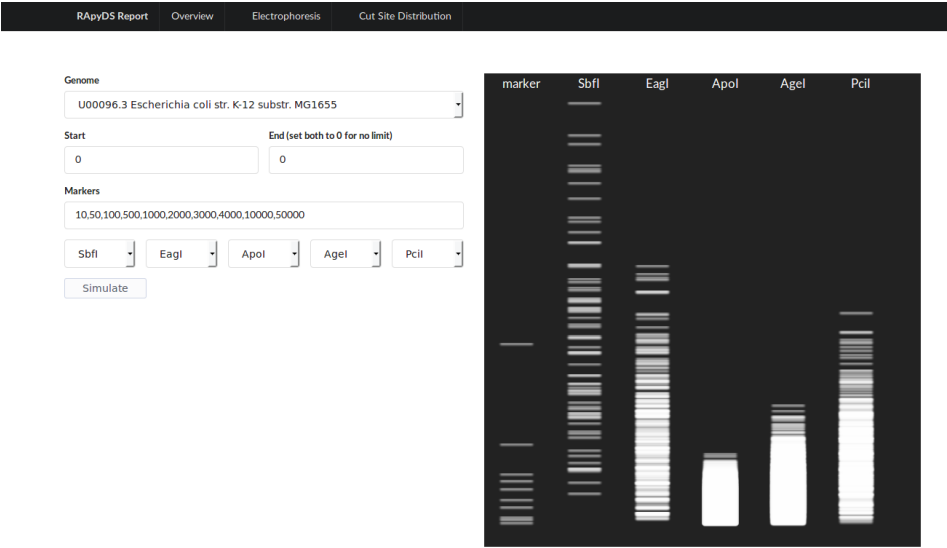 RApyDS Report Overview Electrophoresis Cut Site Distribution
Genome
U00096.3 Escherichia coli str. K-12 substr. MG1655
Start End (set both to 0 for no limit)
0 0
Markers
10,50,100,500,1000,2000,3000,4000,10000,50000
SbfI EagI ApoI AgeI PciI
Simulate
marker SbfI EagI ApoI AgeI PciI